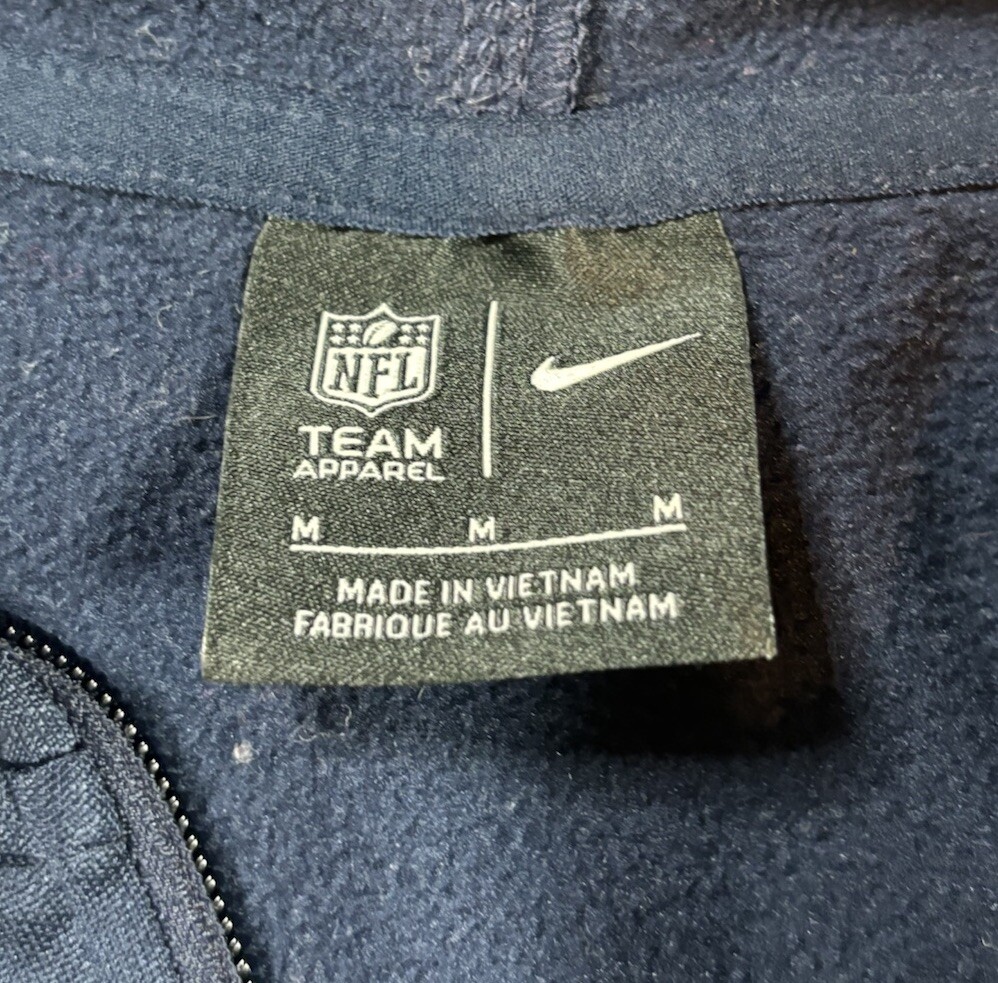 NFL
TEAM
APPAREL
M M M
MADE IN VIETNAM
FABRIQUE AU VIETNAM